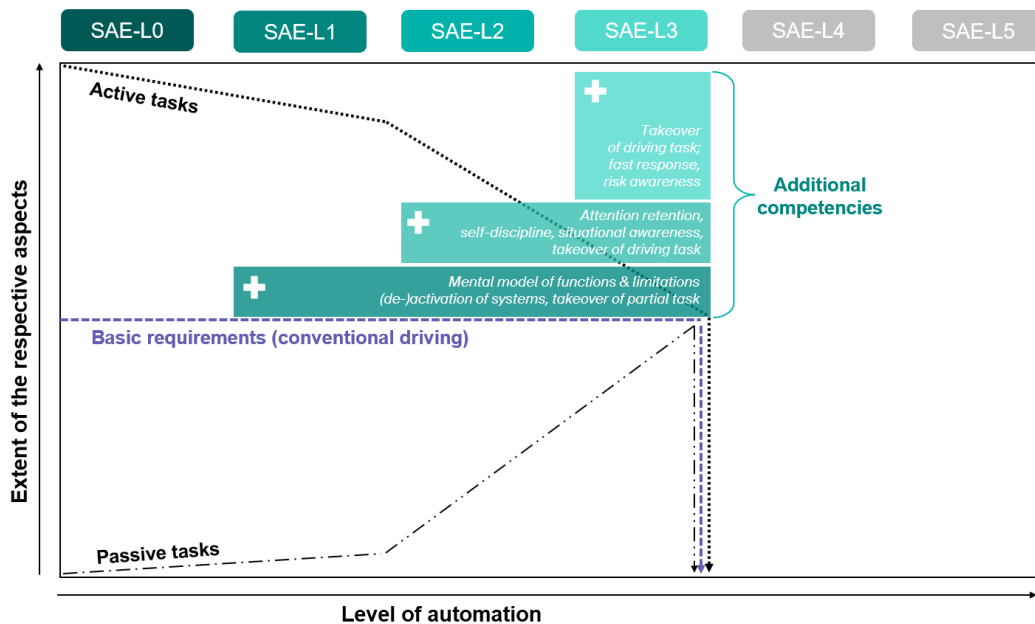 SAE-L0
SAE-L1
SAE-L2
SAE-L3
SAE-L4
SAE-L5
Active tasks
Takeover
of driving task;
fast response,
risk awareness
Additional
competencies
Attention retention,
self-discipline, situational awareness,
takeover of driving task
Mental model of functions & limitations
(de-)activation of systems, takeover of partial task
Basic requirements (conventional driving)
Extent of the respective aspects
Passive tasks
Level of automation